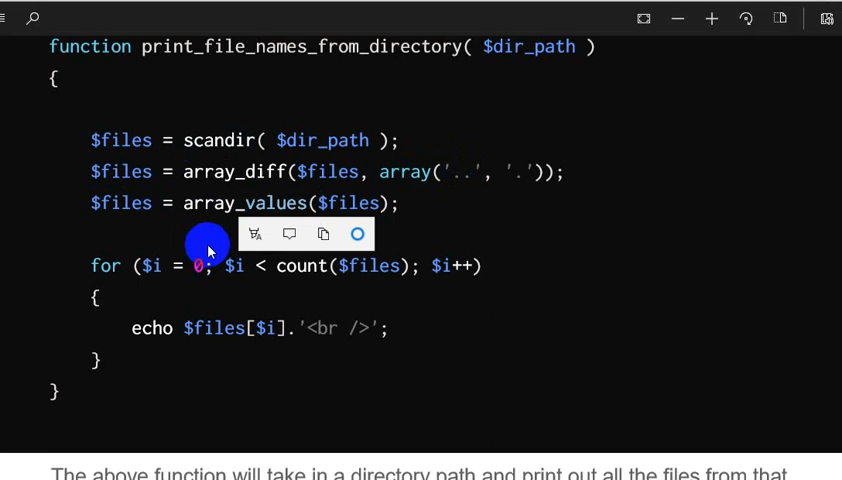 function print_file_names_from_directory( $dir_path )
{
$files = scandir( $dir_path );
$files = array_diff($files, array('..', '.'));
$files = array_values($files);
for ($i = 0; $i < count($files); $i++)
{
echo $files[$i].'<br />';
}
}
The above function will take in a directory path and print out all the files from that